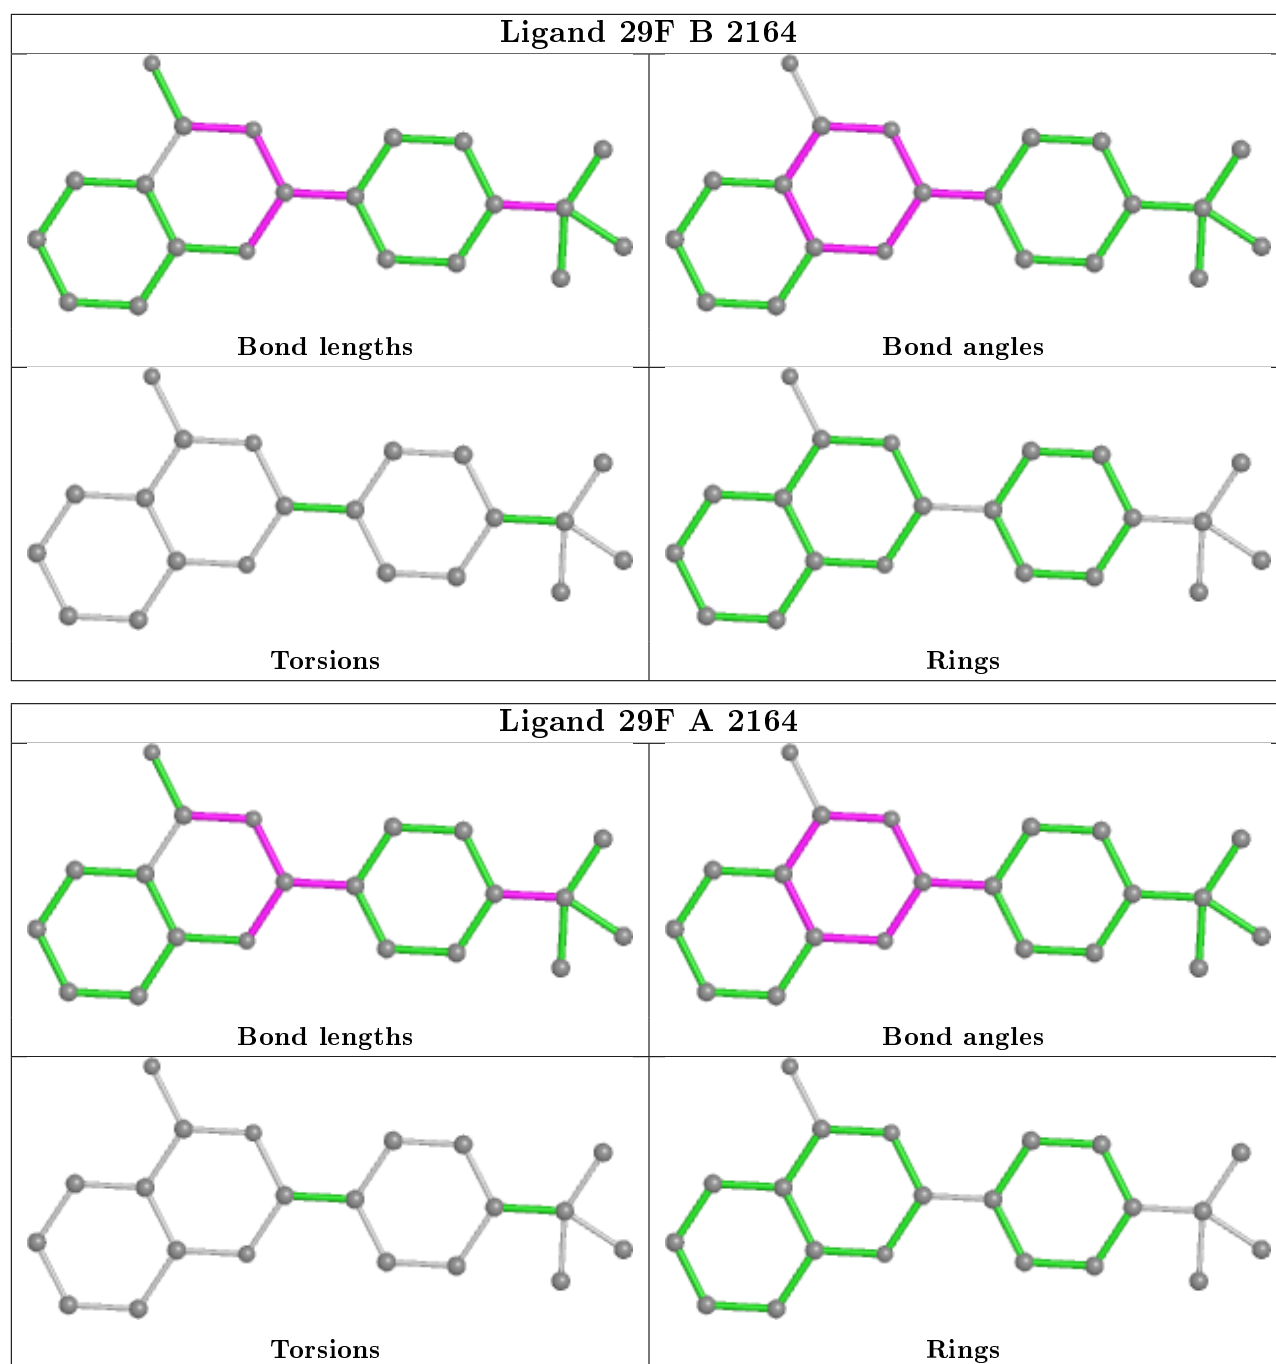 Ligand 29F B 2164
Bond lengths
Bond angles
Torsions
Rings
Ligand 29F A 2164
Bond lengths
Bond angles
Torsions
Rings